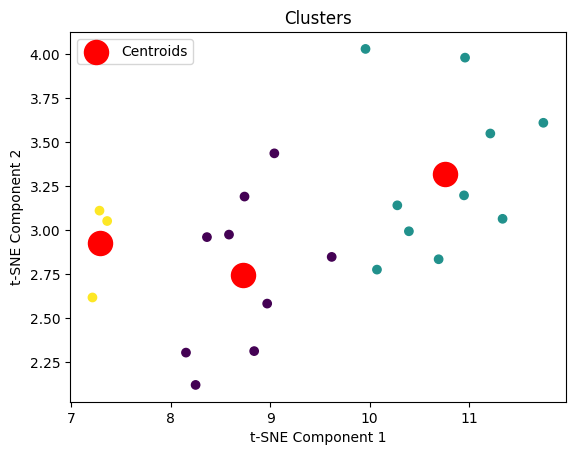 Clusters
Centroids
4.00
3.75
3.50
3.25
3.00
2.75
2.50
2.25
t-SNE Component 2
7 8 9 10 11
t-SNE Component 1